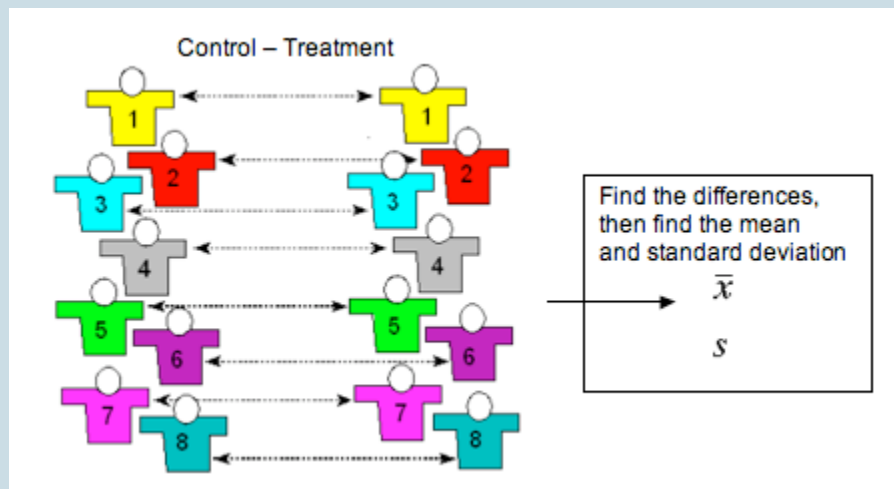 Control – Treatment
1 1
2 2
3 3
4 4
5 5
6 6
7 7
8 8
Find the differences,
then find the mean
and standard deviation
x̅
s